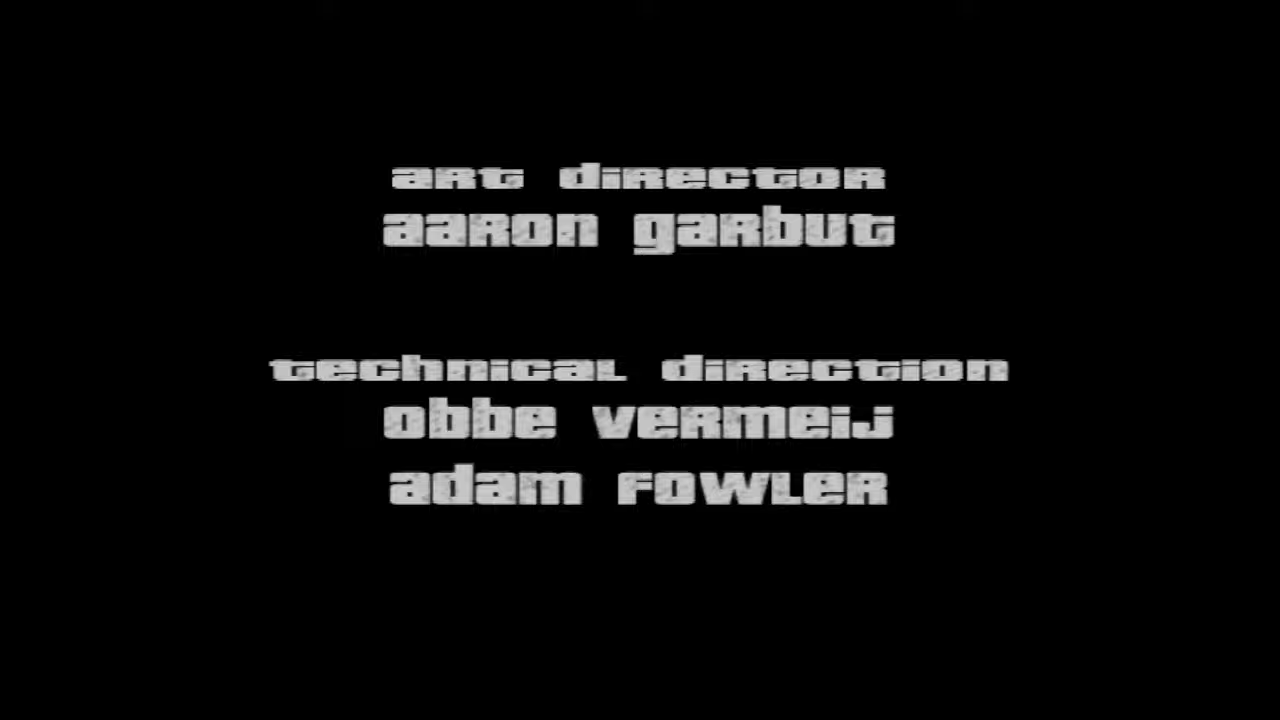 art director
aaron garbut
technical direction
obbe vermeij
adam fowler